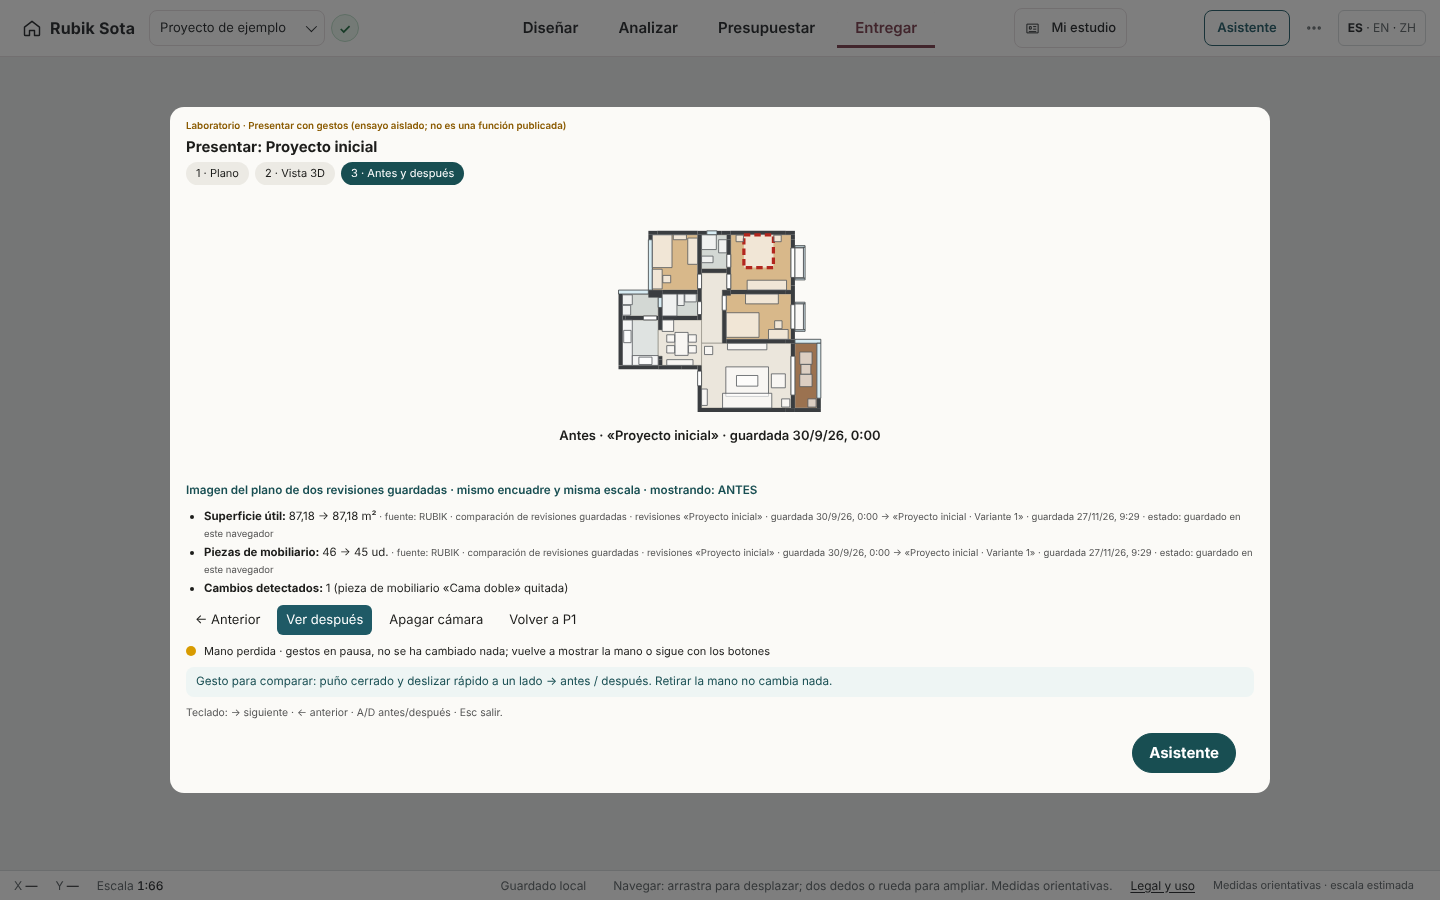 Rubik Sota
Proyecto de ejemplo
Diseñar
Analizar
Presupuestar
Entregar
Mi estudio
Asistente
ES · EN · ZH
Laboratorio · Presentar con gestos (ensayo aislado; no es una función publicada)
Presentar: Proyecto inicial
1 · Plano
2 · Vista 3D
3 · Antes y después
Antes · «Proyecto inicial» · guardada 30/9/26, 0:00
Imagen del plano de dos revisiones guardadas · mismo encuadre y misma escala · mostrando: ANTES
• Superficie útil: 87,18 → 87,18 m² · fuente: RUBIK · comparación de revisiones guardadas · revisiones «Proyecto inicial» · guardada 30/9/26, 0:00 → «Proyecto inicial · Variante 1» · guardada 27/11/26, 9:29 · estado: guardado en
este navegador
• Piezas de mobiliario: 46 → 45 ud. · fuente: RUBIK · comparación de revisiones guardadas · revisiones «Proyecto inicial» · guardada 30/9/26, 0:00 → «Proyecto inicial · Variante 1» · guardada 27/11/26, 9:29 · estado: guardado en
este navegador
• Cambios detectados: 1 (pieza de mobiliario «Cama doble» quitada)
← Anterior
Ver después
Apagar cámara
Volver a P1
Mano perdida · gestos en pausa, no se ha cambiado nada; vuelve a mostrar la mano o sigue con los botones
Gesto para comparar: puño cerrado y deslizar rápido a un lado → antes / después. Retirar la mano no cambia nada.
Teclado: → siguiente · ← anterior · A/D antes/después · Esc salir.
Asistente
X —
Y —
Escala 1:66
Guardado local
Navegar: arrastra para desplazar; dos dedos o rueda para ampliar. Medidas orientativas.
Legal y uso
Medidas orientativas · escala estimada